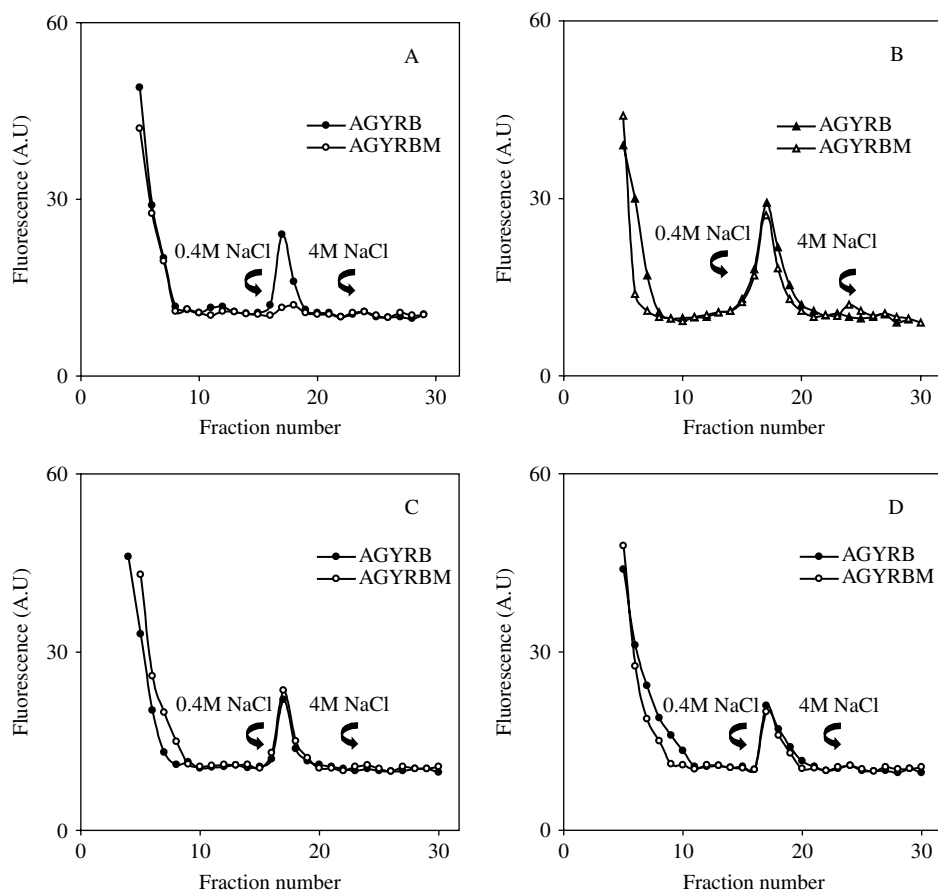 60
A
AGYRB
AGYRBM
Fluorescence (A.U)
30
0.4M NaCl
4M NaCl
0
0
10
20
30
Fraction number
60
B
AGYRB
AGYRBM
Fluorescence (A.U)
30
0.4M NaCl
4M NaCl
0
0
10
20
30
Fraction number
60
C
AGYRB
AGYRBM
Fluorescence (A.U)
30
0.4M NaCl
4M NaCl
0
0
10
20
30
Fraction number
60
D
AGYRB
AGYRBM
Fluorescence (A.U)
30
0.4M NaCl
4M NaCl
0
0
10
20
30
Fraction number